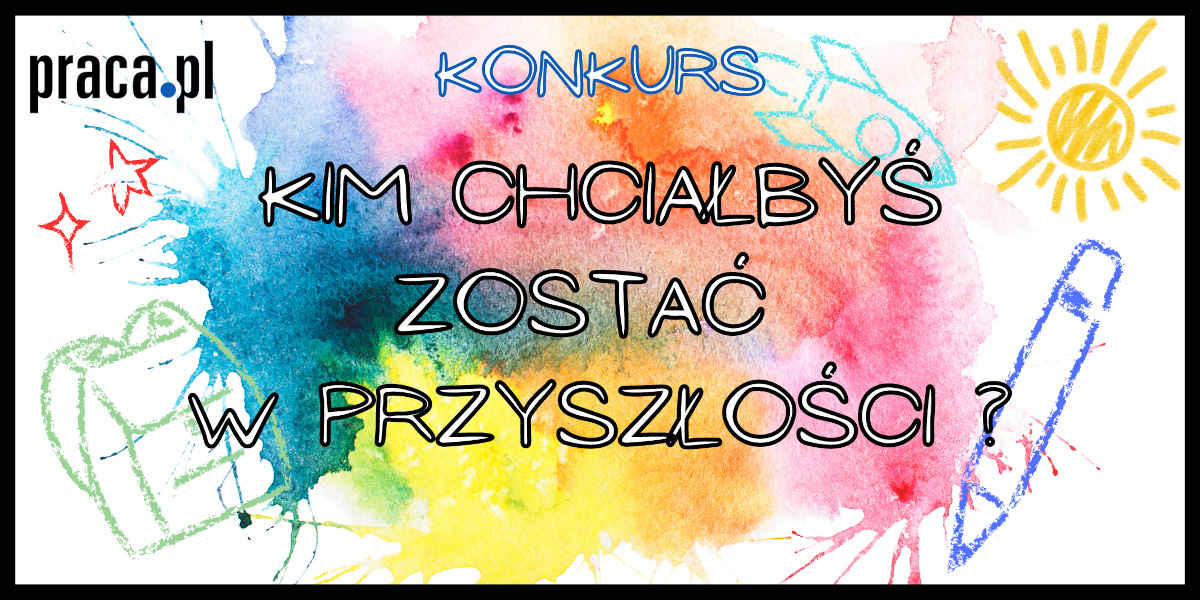 praca.pl
KONKURS
KIM CHCIAŁBYŚ
ZOSTAĆ
W PRZYSZŁOŚCI ?